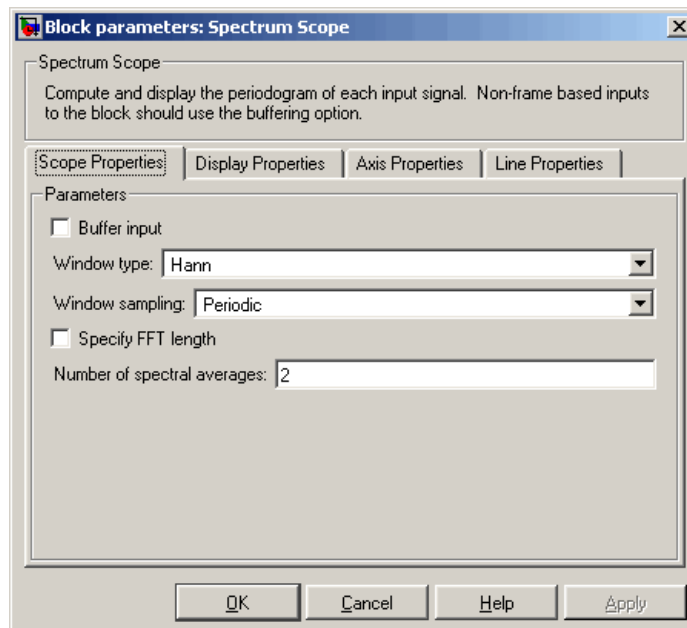 Block parameters: Spectrum Scope
Spectrum Scope
Compute and display the periodogram of each input signal. Non-frame based inputs
to the block should use the buffering option.
Scope Properties Display Properties Axis Properties Line Properties
Parameters
Buffer input
Window type: Hann
Window sampling: Periodic
Specify FFT length
Number of spectral averages: 2
OK Cancel Help Apply